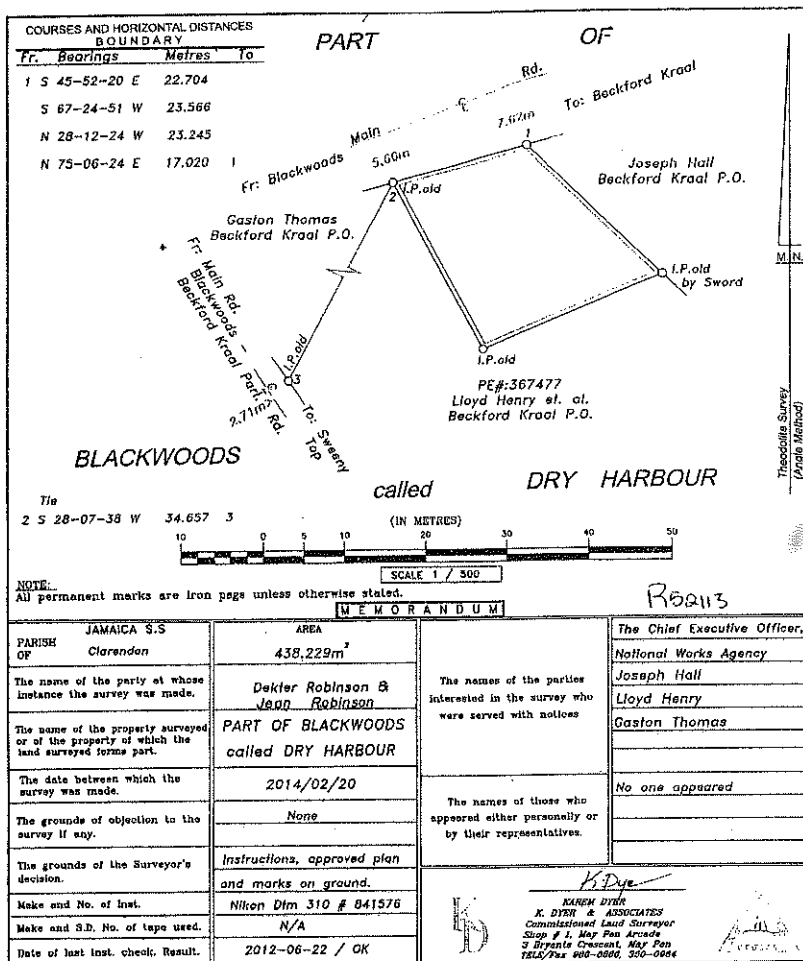 COURSES AND HORIZONTAL DISTANCES
BOUNDARY
Fr. Bearings Metres To
1 S 45-52-20 E 22.704
S 67-24-51 W 23.566
N 28-12-24 W 23.245
N 75-06-24 E 17.020 1
PART OF
Fr: Blackwoods Main Rd.
To: Beckford Kraal
5.60m
7.62m
1
2
I.P.old
Joseph Hall
Beckford Kraal P.O.
Gaston Thomas
Beckford Kraal P.O.
Fr: Main Rd.
Blackwoods -
Beckford Kraal Part. Rd.
2.71m
To: Sweeny
Top
I.P.old
3
I.P.old
by Sword
I.P.old
PE#:367477
Lloyd Henry et. al.
Beckford Kraal P.O.
M.N.
Theodolite Survey
(Angle Method)
BLACKWOODS
called DRY HARBOUR
Tie
2 S 28-07-38 W 34.657 3
(IN METRES)
10 0 5 10 20 30 40 50
SCALE 1 / 500
NOTE:
All permanent marks are iron pegs unless otherwise stated.
R52113
MEMORANDUM
JAMAICA S.S
PARISH OF Clarendon
AREA
438.229m²
The name of the party at whose instance the survey was made.
Dekter Robinson &
Jean Robinson
The name of the property surveyed or of the property of which the land surveyed forms part.
PART OF BLACKWOODS
called DRY HARBOUR
The date between which the survey was made.
2014/02/20
The grounds of objection to the survey if any.
None
The grounds of the Surveyor's decision.
Instructions, approved plan
and marks on ground.
Make and No. of Inst.
Nikon Dtm 310 # 841576
Make and S.D. No. of tape used.
N/A
Date of last inst. check, Result.
2012-06-22 / OK
The names of the parties
interested in the survey who
were served with notices
The Chief Executive Officer,
National Works Agency
Joseph Hall
Lloyd Henry
Gaston Thomas
The names of those who
appeared either personally or
by their representatives.
No one appeared
K. Dye
KAREM DYER
K. DYER & ASSOCIATES
Commissioned Land Surveyor
Shop # 1, May Pen Arcade
3 Bryants Crescent, May Pen